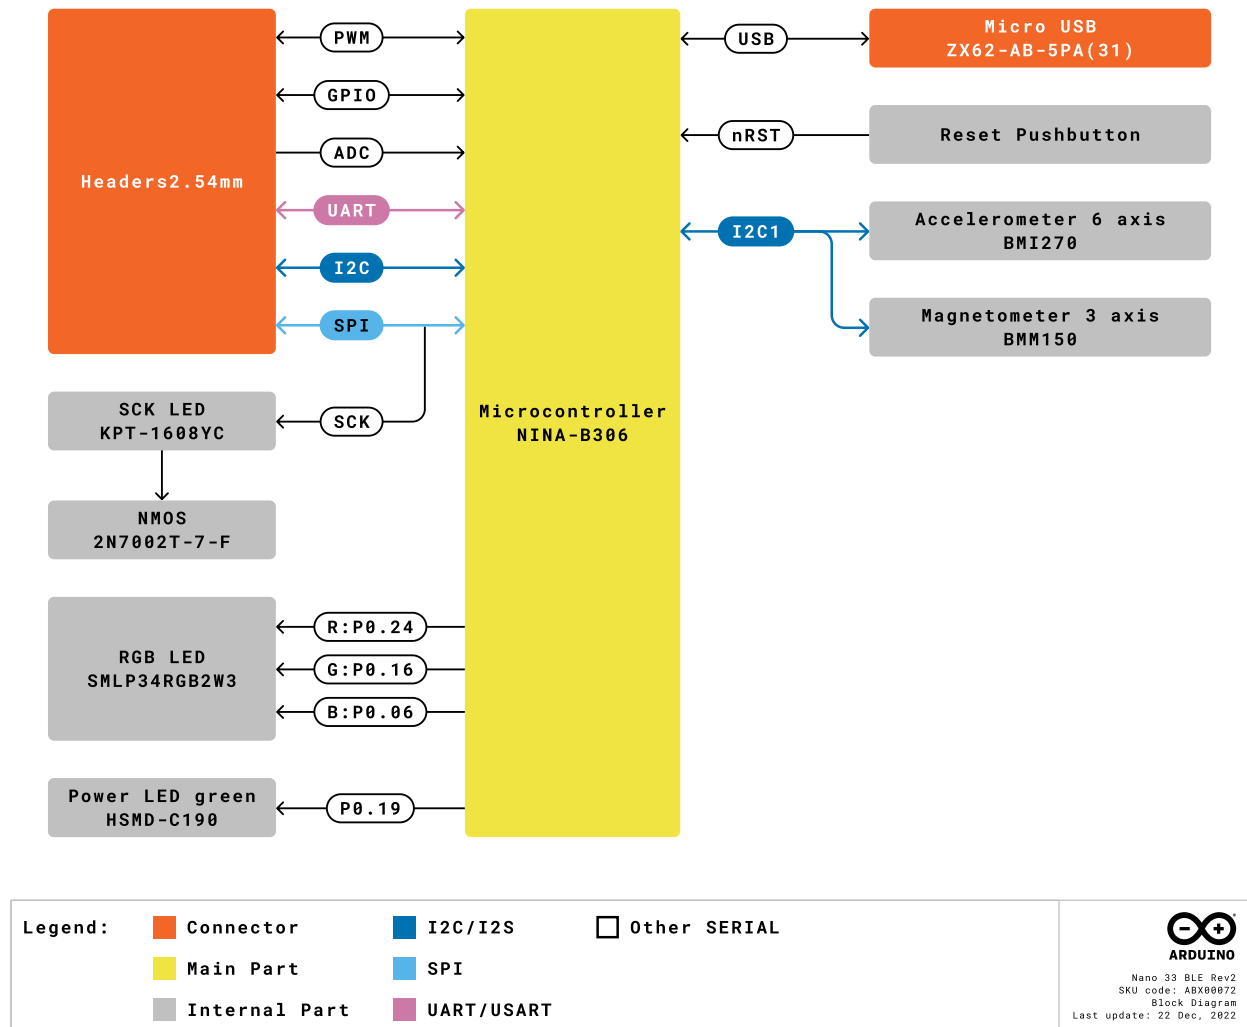 Headers2.54mm
PWM
GPIO
ADC
UART
I2C
SPI
SCK
SCK LED
KPT-1608YC
NMOS
2N7002T-7-F
RGB LED
SMLP34RGB2W3
R:P0.24
G:P0.16
B:P0.06
Power LED green
HSMD-C190
P0.19
Microcontroller
NINA-B306
USB
Micro USB
ZX62-AB-5PA(31)
nRST
Reset Pushbutton
I2C1
Accelerometer 6 axis
BMI270
Magnetometer 3 axis
BMM150
Legend:
Connector
Main Part
Internal Part
I2C/I2S
SPI
UART/USART
Other SERIAL
ARDUINO
Nano 33 BLE Rev2
SKU code: ABX00072
Block Diagram
Last update: 22 Dec, 2022